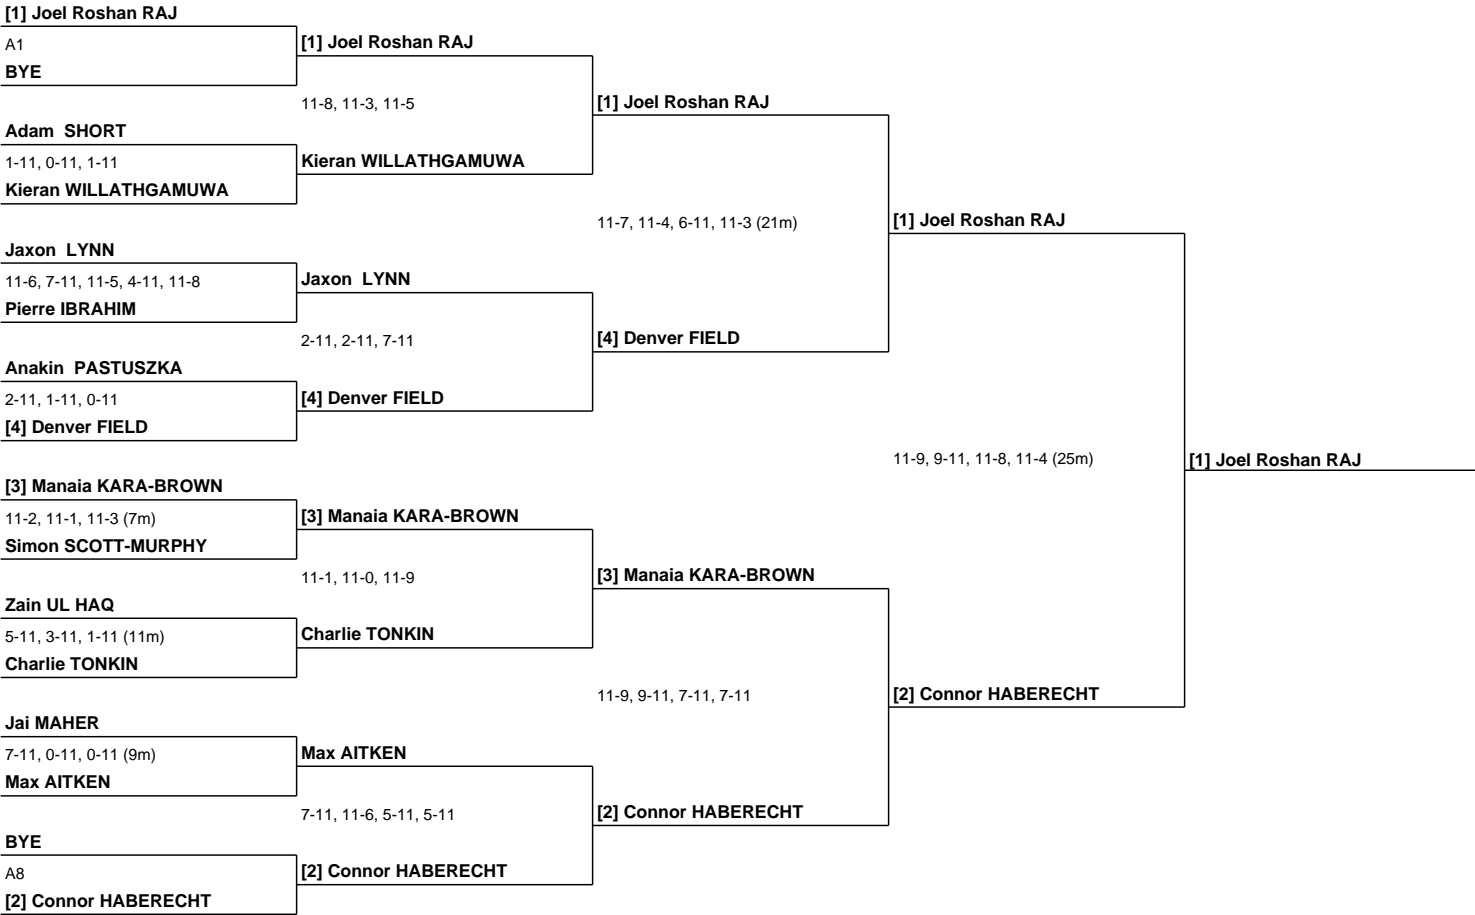 [1] Joel Roshan RAJ
A1
BYE
Adam  SHORT
1-11, 0-11, 1-11
Kieran WILLATHGAMUWA
Jaxon  LYNN
11-6, 7-11, 11-5, 4-11, 11-8
Pierre IBRAHIM
Anakin  PASTUSZKA
2-11, 1-11, 0-11
[4] Denver FIELD
[3] Manaia KARA-BROWN
11-2, 11-1, 11-3 (7m)
Simon SCOTT-MURPHY
Zain UL HAQ
5-11, 3-11, 1-11 (11m)
Charlie TONKIN
Jai MAHER
7-11, 0-11, 0-11 (9m)
Max AITKEN
BYE
A8
[2] Connor HABERECHT
[1] Joel Roshan RAJ
11-8, 11-3, 11-5
Kieran WILLATHGAMUWA
Jaxon  LYNN
2-11, 2-11, 7-11
[4] Denver FIELD
[3] Manaia KARA-BROWN
11-1, 11-0, 11-9
Charlie TONKIN
Max AITKEN
7-11, 11-6, 5-11, 5-11
[2] Connor HABERECHT
[1] Joel Roshan RAJ
11-7, 11-4, 6-11, 11-3 (21m)
[4] Denver FIELD
[3] Manaia KARA-BROWN
11-9, 9-11, 7-11, 7-11
[2] Connor HABERECHT
[1] Joel Roshan RAJ
11-9, 9-11, 11-8, 11-4 (25m)
[2] Connor HABERECHT
[1] Joel Roshan RAJ